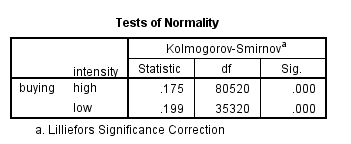 Tests of Normality
Kolmogorov-Smirnovᵃ
intensity Statistic df Sig.
buying high .175 80520 .000
low .199 35320 .000
a. Lilliefors Significance Correction